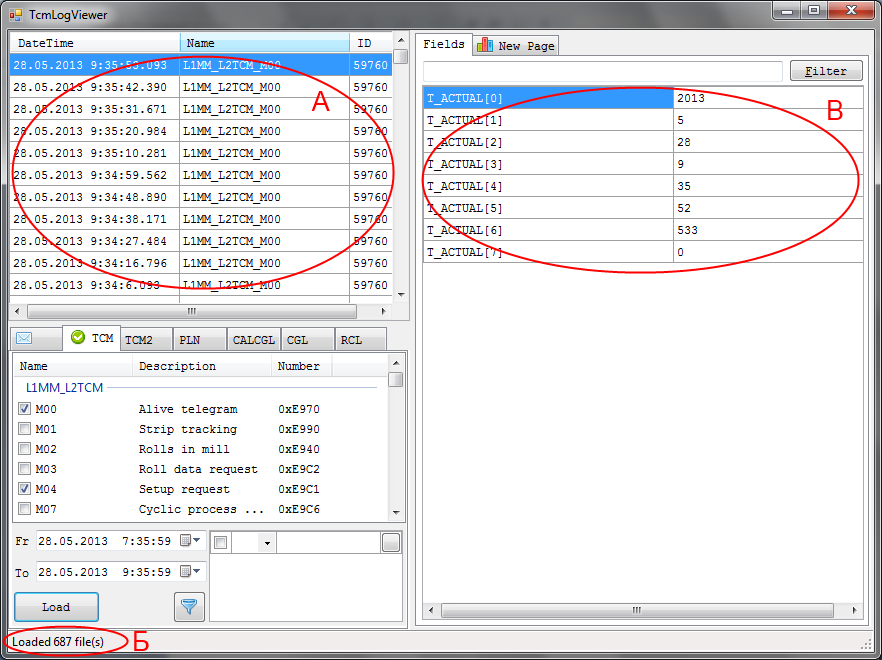 TcmLogViewer
DateTime Name ID
28.05.2013 9:35:53.093 L1MM_L2TCM_M00 59760
28.05.2013 9:35:42.390 L1MM_L2TCM_M00 59760
28.05.2013 9:35:31.671 L1MM_L2TCM_M00 59760
28.05.2013 9:35:20.984 L1MM_L2TCM_M00 59760
28.05.2013 9:35:10.281 L1MM_L2TCM_M00 59760
28.05.2013 9:34:59.562 L1MM_L2TCM_M00 59760
28.05.2013 9:34:48.890 L1MM_L2TCM_M00 59760
28.05.2013 9:34:38.171 L1MM_L2TCM_M00 59760
28.05.2013 9:34:27.484 L1MM_L2TCM_M00 59760
28.05.2013 9:34:16.796 L1MM_L2TCM_M00 59760
28.05.2013 9:34:6.093 L1MM_L2TCM_M00 59760
А
TCM TCM2 PLN CALCGL CGL RCL
Name Description Number
L1MM_L2TCM
M00 Alive telegram 0xE970
M01 Strip tracking 0xE990
M02 Rolls in mill 0xE940
M03 Roll data request 0xE9C2
M04 Setup request 0xE9C1
M07 Cyclic process ... 0xE9C6
Fr 28.05.2013 7:35:59
To 28.05.2013 9:35:59
Load
Loaded 687 file(s)
Б
Fields New Page
Filter
T_ACTUAL[0] 2013
T_ACTUAL[1] 5
T_ACTUAL[2] 28
T_ACTUAL[3] 9
T_ACTUAL[4] 35
T_ACTUAL[5] 52
T_ACTUAL[6] 533
T_ACTUAL[7] 0
В